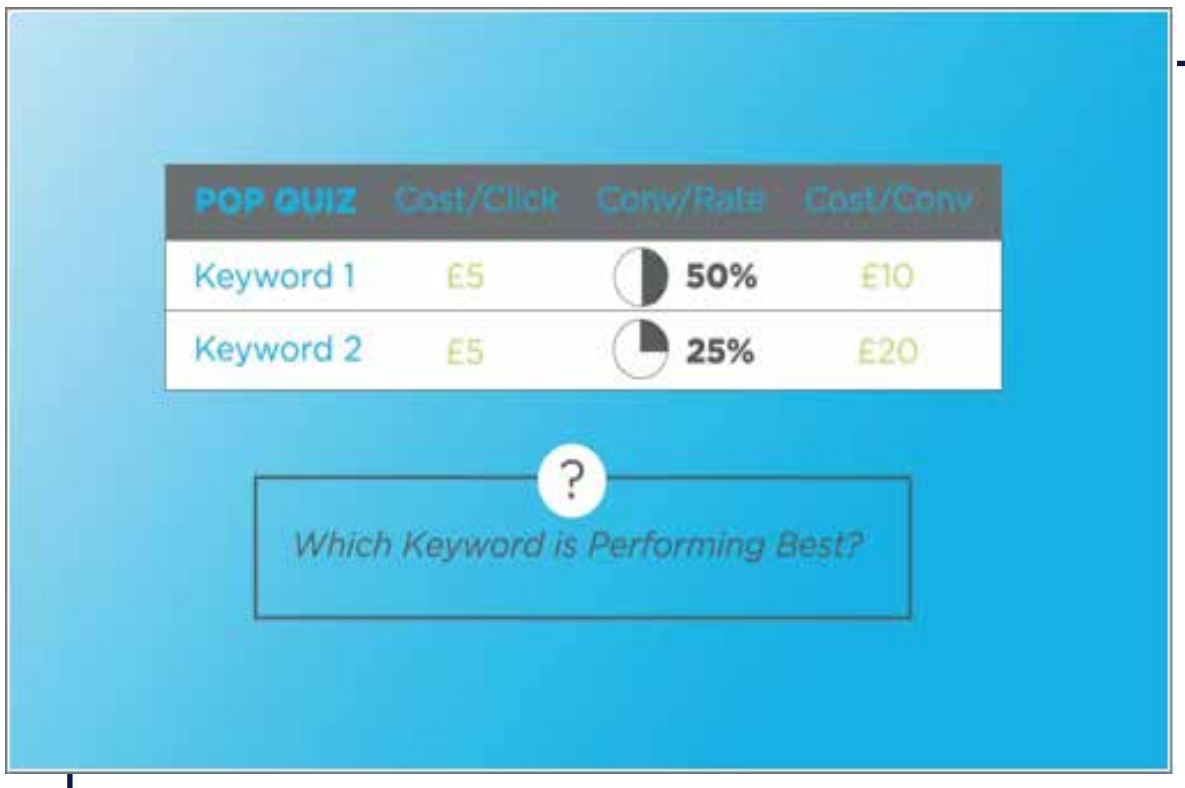 POP QUIZ Cost/Click Conv/Rate Cost/Conv
Keyword 1 £5 50% £10
Keyword 2 £5 25% £20
?
Which Keyword is Performing Best?